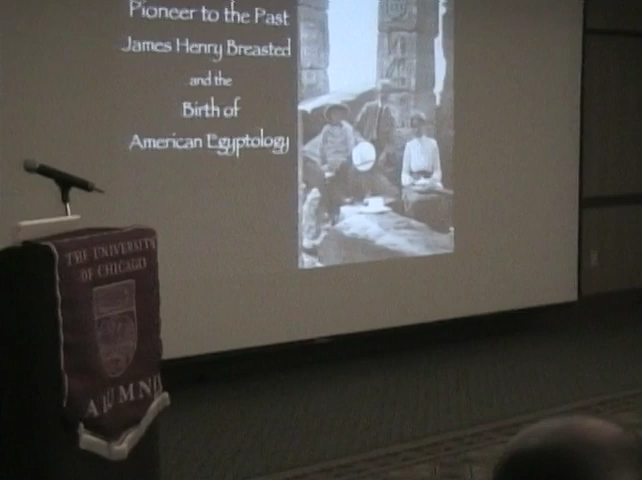 Pioneer to the Past
James Henry Breasted
and the
Birth of
American Egyptology
THE UNIVERSITY
OF CHICAGO
ALUMNI